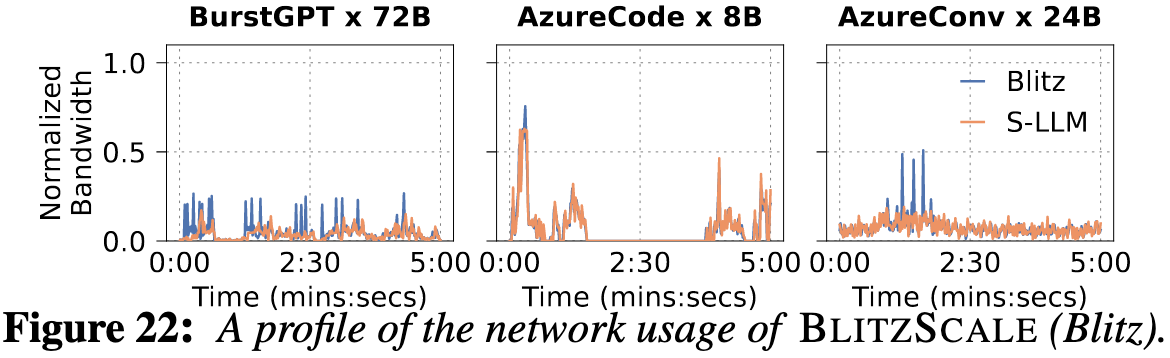 BurstGPT x 72B AzureCode x 8B AzureConv x 24B
Normalized
Bandwidth
1.0
0.5
0.0
Blitz
S-LLM
0:00 2:30 5:00 0:00 2:30 5:00 0:00 2:30 5:00
Time (mins:secs) Time (mins:secs) Time (mins:secs)
Figure 22: A profile of the network usage of BLITZSCALE (Blitz).